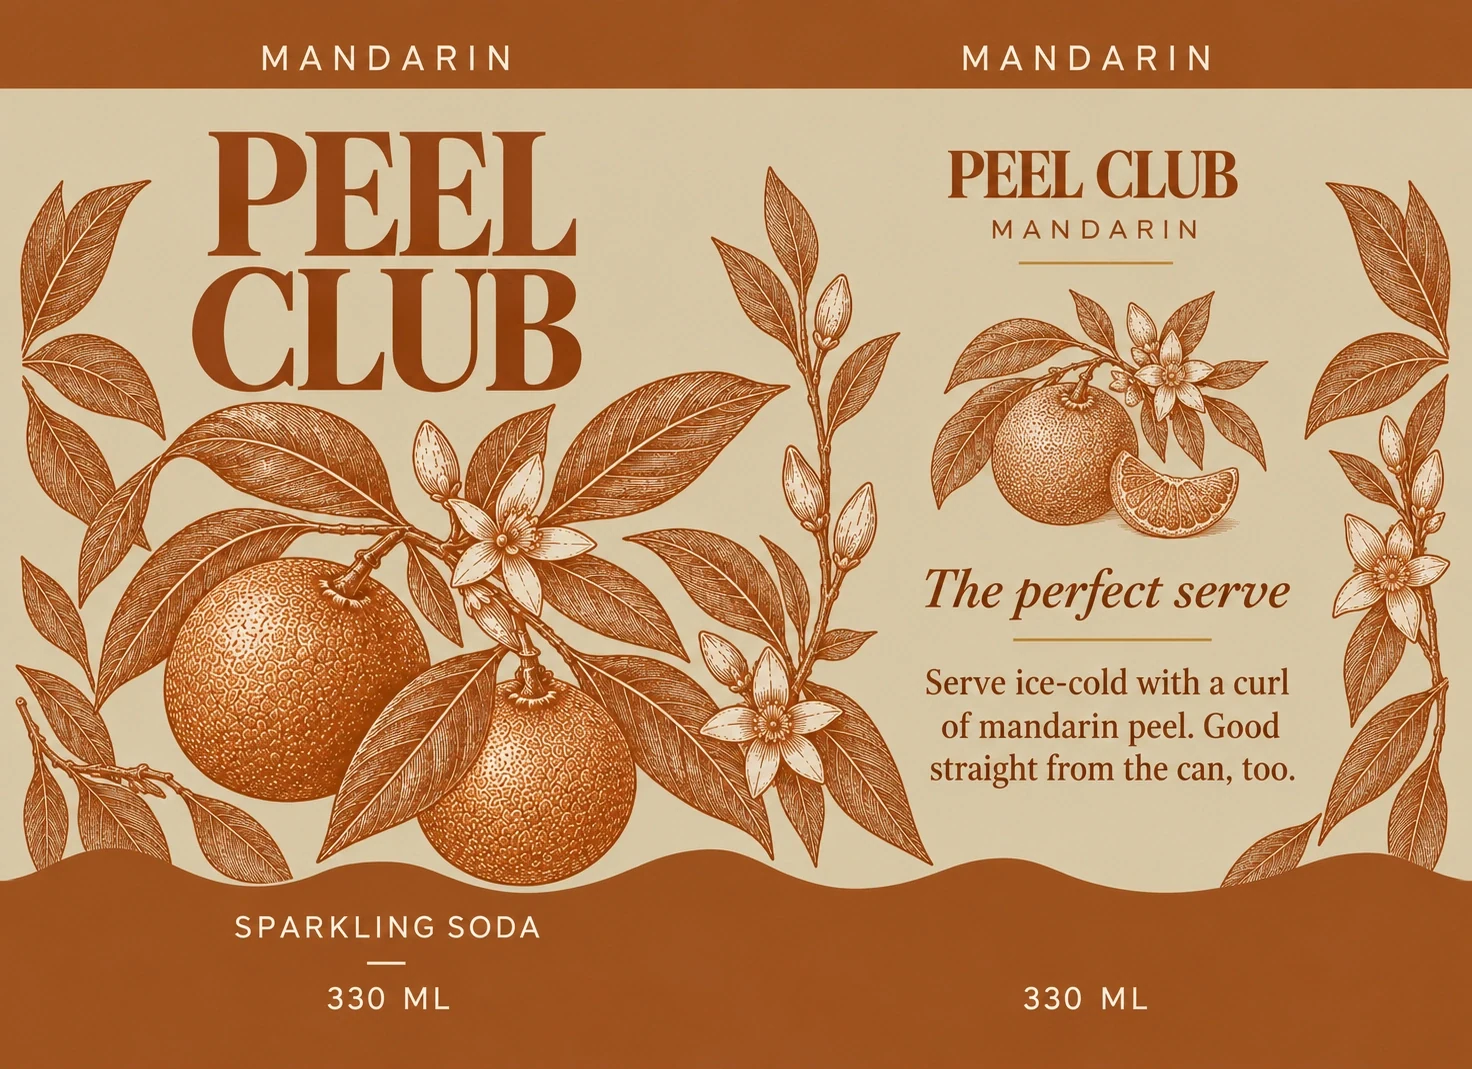 MANDARIN
PEEL
CLUB
SPARKLING SODA
330 ML
MANDARIN
PEEL CLUB
MANDARIN
The perfect serve
Serve ice-cold with a curl
of mandarin peel. Good
straight from the can, too.
330 ML